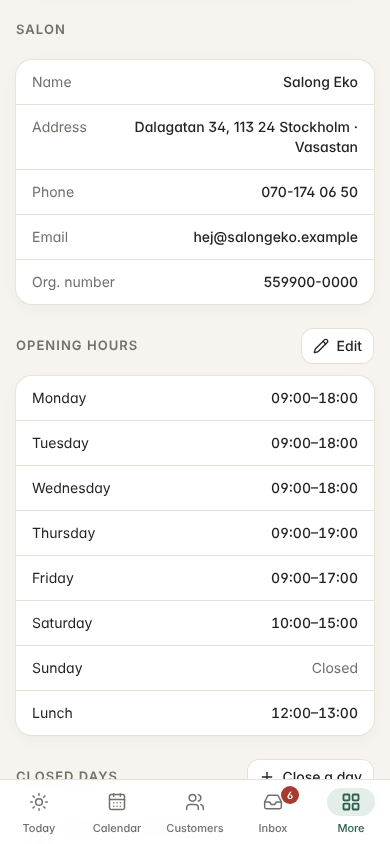 SALON
Name Salong Eko
Address Dalagatan 34, 113 24 Stockholm ·
Vasastan
Phone 070-174 06 50
Email hej@salongeko.example
Org. number 559900-0000
OPENING HOURS Edit
Monday 09:00–18:00
Tuesday 09:00–18:00
Wednesday 09:00–18:00
Thursday 09:00–19:00
Friday 09:00–17:00
Saturday 10:00–15:00
Sunday Closed
Lunch 12:00–13:00
CLOSED DAYS + Close a day
6
Today Calendar Customers Inbox More